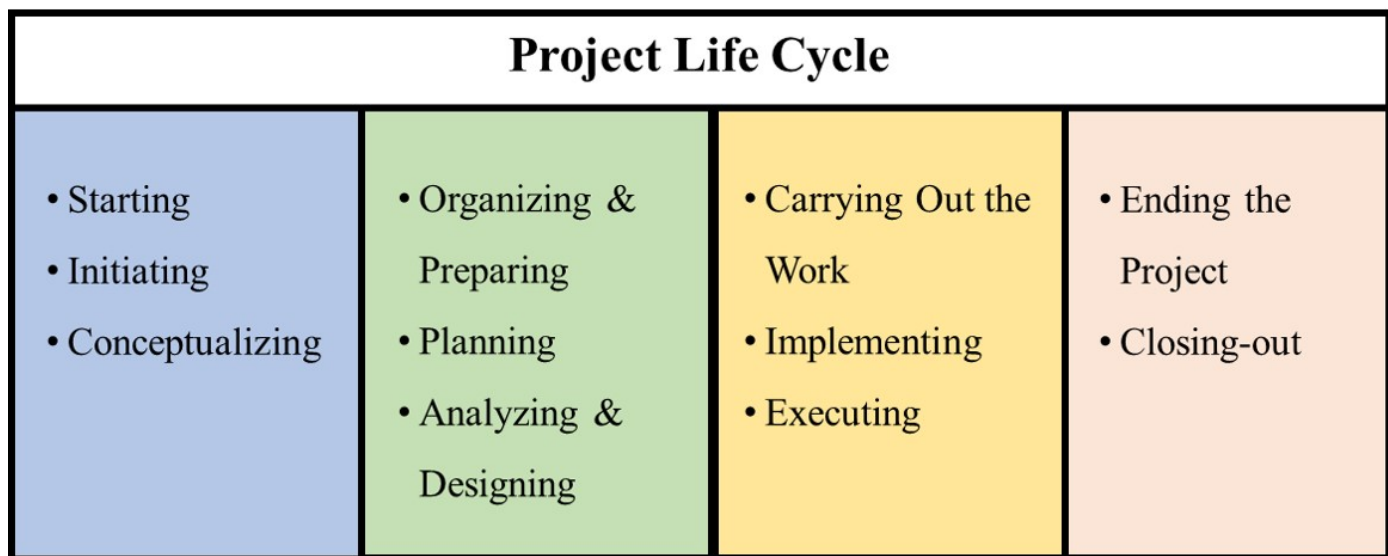 Project Life Cycle
• Starting
• Initiating
• Conceptualizing
• Organizing &
Preparing
• Planning
• Analyzing &
Designing
• Carrying Out the
Work
• Implementing
• Executing
• Ending the
Project
• Closing-out